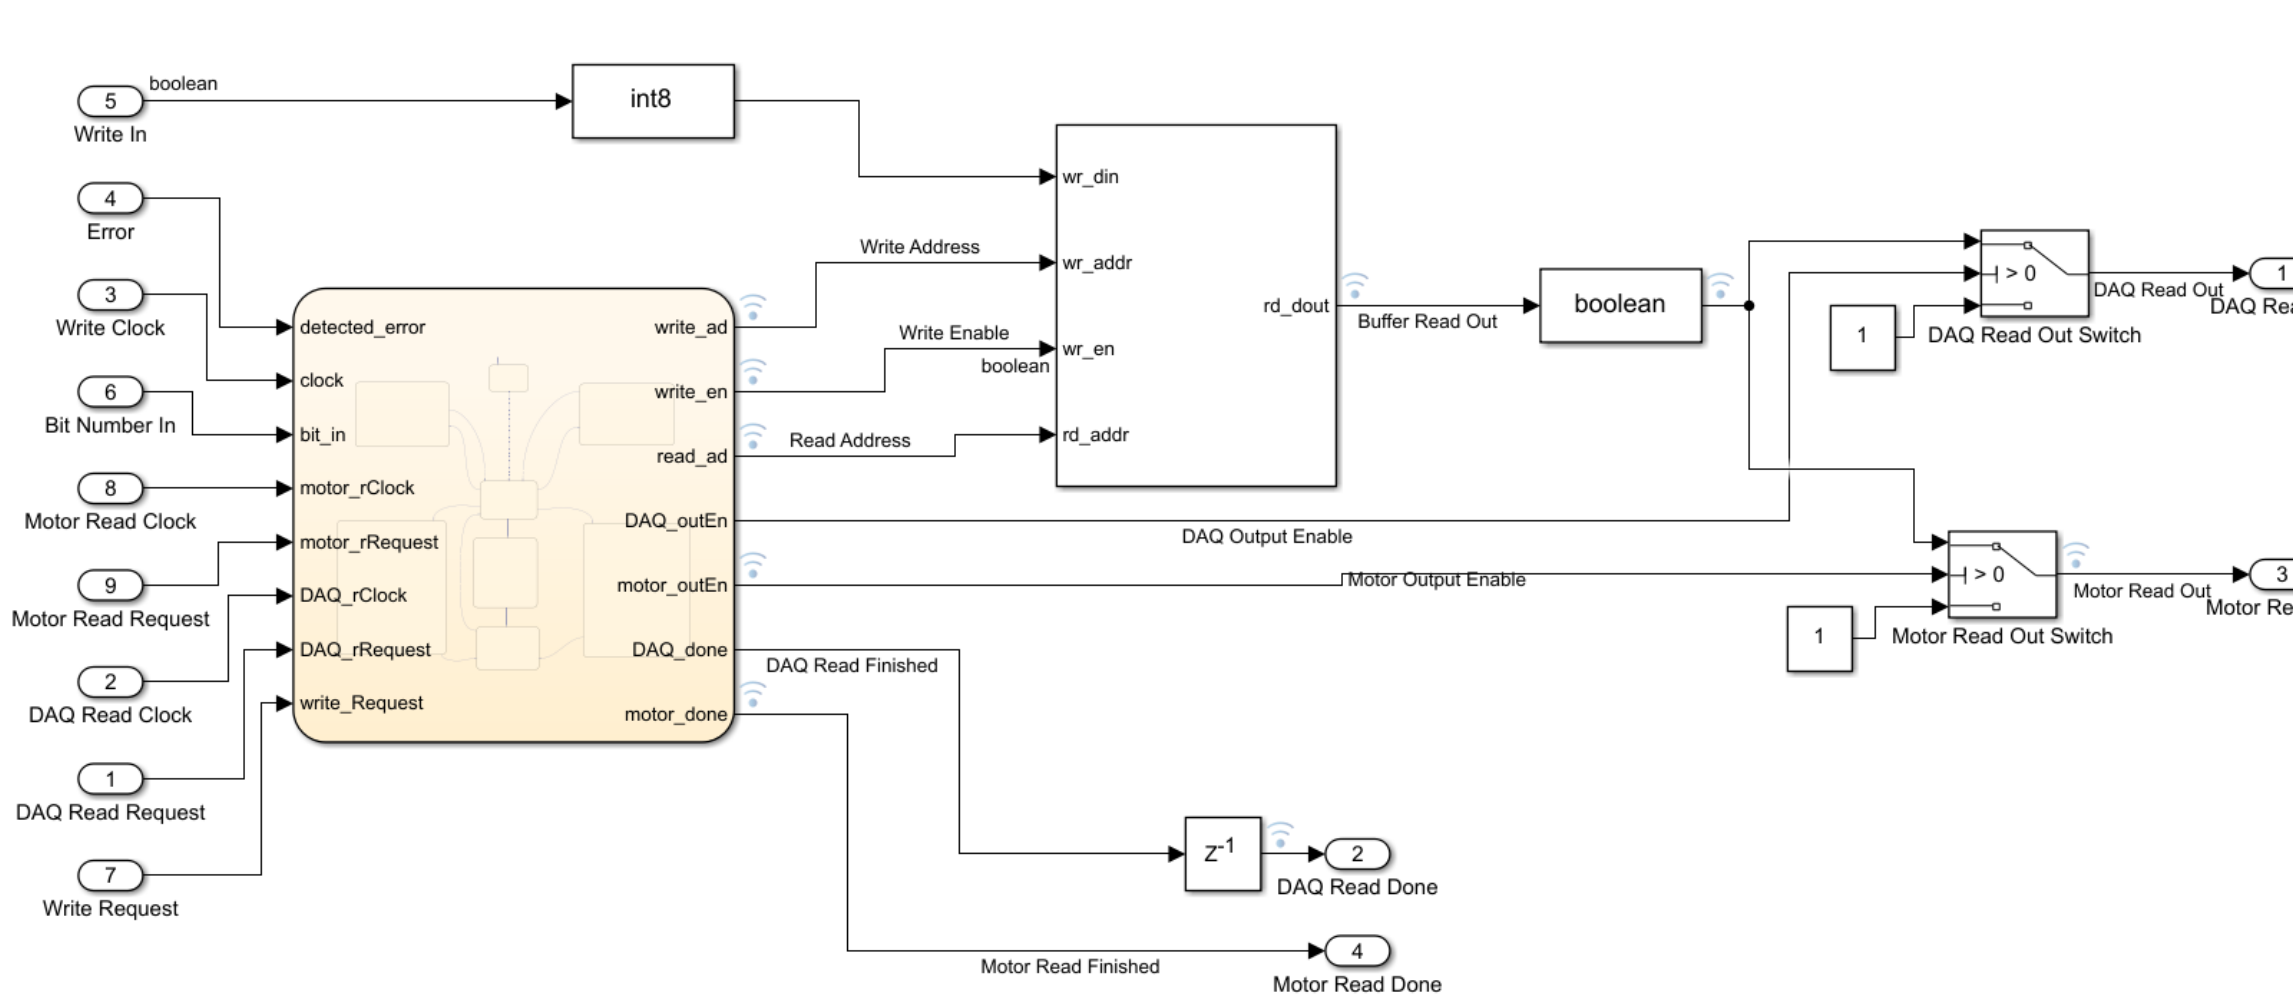 boolean
5
Write In
int8
4
Error
3
Write Clock
6
Bit Number In
8
Motor Read Clock
9
Motor Read Request
2
DAQ Read Clock
1
DAQ Read Request
7
Write Request
detected_error
clock
bit_in
motor_rClock
motor_rRequest
DAQ_rClock
DAQ_rRequest
write_Request
write_ad
write_en
read_ad
DAQ_outEn
motor_outEn
DAQ_done
motor_done
Write Address
Write Enable
boolean
Read Address
wr_din
wr_addr
wr_en
rd_addr
rd_dout
Buffer Read Out
boolean
DAQ Output Enable
Motor Output Enable
DAQ Read Finished
Motor Read Finished
> 0
1
DAQ Read Out Switch
DAQ Read Out
1
DAQ Rea
> 0
1
Motor Read Out Switch
Motor Read Out
3
Motor Re
z-1
2
DAQ Read Done
4
Motor Read Done